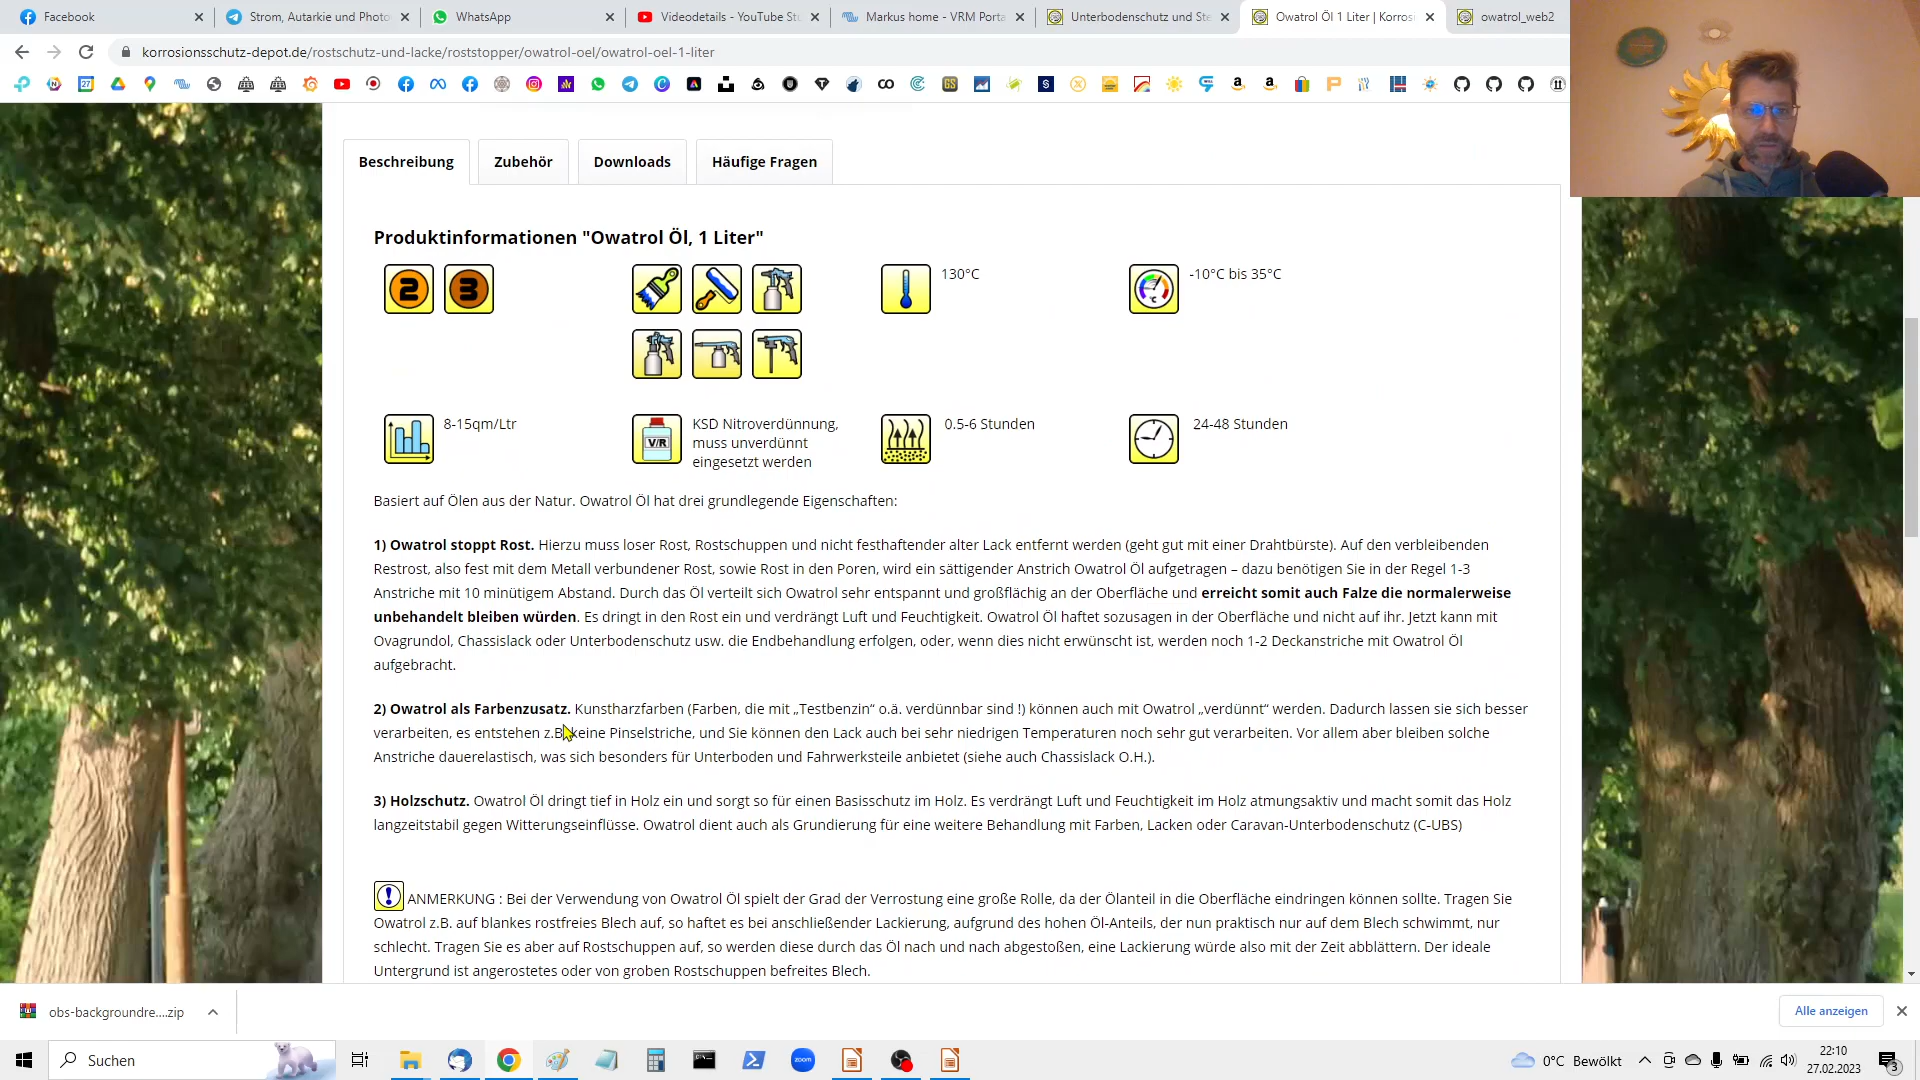 Facebook
Strom, Autarkie und Photo
WhatsApp
Videodetails - YouTube Stu
Markus home - VRM Porta
Unterbodenschutz und Ste
Owatrol Öl 1 Liter | Korros
owatrol_web2
korrosionsschutz-depot.de/rostschutz-und-lacke/roststopper/owatrol-oel/owatrol-oel-1-liter
Beschreibung
Zubehör
Downloads
Häufige Fragen
Produktinformationen "Owatrol Öl, 1 Liter"
2
3
130°C
-10°C bis 35°C
8-15qm/Ltr
V/R
KSD Nitroverdünnung,
muss unverdünnt
eingesetzt werden
0.5-6 Stunden
24-48 Stunden
Basiert auf Ölen aus der Natur. Owatrol Öl hat drei grundlegende Eigenschaften:
1) Owatrol stoppt Rost. Hierzu muss loser Rost, Rostschuppen und nicht festhaftender alter Lack entfernt werden (geht gut mit einer Drahtbürste). Auf den verbleibenden
Restrost, also fest mit dem Metall verbundener Rost, sowie Rost in den Poren, wird ein sättigender Anstrich Owatrol Öl aufgetragen – dazu benötigen Sie in der Regel 1-3
Anstriche mit 10 minütigem Abstand. Durch das Öl verteilt sich Owatrol sehr entspannt und großflächig an der Oberfläche und erreicht somit auch Falze die normalerweise
unbehandelt bleiben würden. Es dringt in den Rost ein und verdrängt Luft und Feuchtigkeit. Owatrol Öl haftet sozusagen in der Oberfläche und nicht auf ihr. Jetzt kann mit
Ovagrundol, Chassislack oder Unterbodenschutz usw. die Endbehandlung erfolgen, oder, wenn dies nicht erwünscht ist, werden noch 1-2 Deckanstriche mit Owatrol Öl
aufgebracht.
2) Owatrol als Farbenzusatz. Kunstharzfarben (Farben, die mit „Testbenzin“ o.ä. verdünnbar sind !) können auch mit Owatrol „verdünnt“ werden. Dadurch lassen sie sich besser
verarbeiten, es entstehen z.B. keine Pinselstriche, und Sie können den Lack auch bei sehr niedrigen Temperaturen noch sehr gut verarbeiten. Vor allem aber bleiben solche
Anstriche dauerelastisch, was sich besonders für Unterboden und Fahrwerksteile anbietet (siehe auch Chassislack O.H.).
3) Holzschutz. Owatrol Öl dringt tief in Holz ein und sorgt so für einen Basisschutz im Holz. Es verdrängt Luft und Feuchtigkeit im Holz atmungsaktiv und macht somit das Holz
langzeitstabil gegen Witterungseinflüsse. Owatrol dient auch als Grundierung für eine weitere Behandlung mit Farben, Lacken oder Caravan-Unterbodenschutz (C-UBS)
ANMERKUNG : Bei der Verwendung von Owatrol Öl spielt der Grad der Verrostung eine große Rolle, da der Ölanteil in die Oberfläche eindringen können sollte. Tragen Sie
Owatrol z.B. auf blankes rostfreies Blech auf, so haftet es bei anschließender Lackierung, aufgrund des hohen Öl-Anteils, der nun praktisch nur auf dem Blech schwimmt, nur
schlecht. Tragen Sie es aber auf Rostschuppen auf, so werden diese durch das Öl nach und nach abgestoßen, eine Lackierung würde also mit der Zeit abblättern. Der ideale
Untergrund ist angerostetes oder von groben Rostschuppen befreites Blech.
obs-backgroundre....zip
Alle anzeigen
Suchen
zoom
0°C Bewölkt
22:10
27.02.2023
3